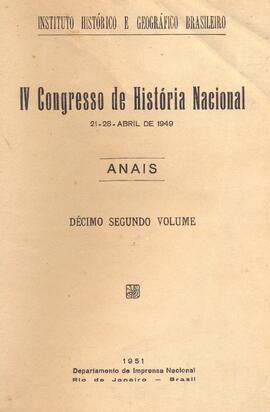 INSTITUTO HISTÓRICO E GEOGRÁFICO BRASILEIRO
IV Congresso de História Nacional
21-28-ABRIL DE 1949
ANAIS
DÉCIMO SEGUNDO VOLUME
1951
Departamento de Imprensa Nacional
Rio de Janeiro – Brasil